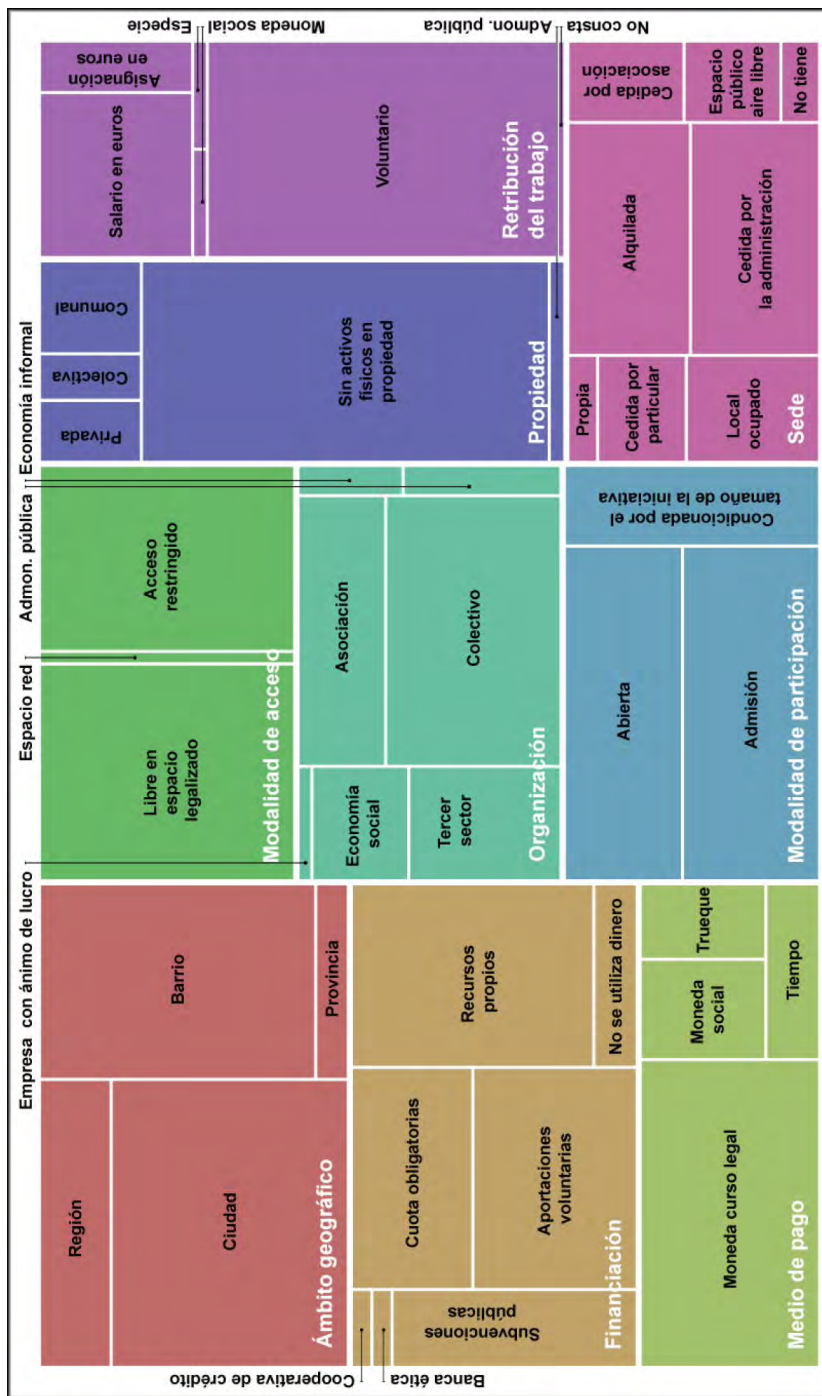 Empresa con ánimo de lucro
Espacio red
Admon. pública
Economía informal
Región
Ciudad
Barrio
Provincia
Ámbito geográfico
Cooperativa de crédito
Banca ética
Subvenciones
públicas
Cuota obligatorias
Aportaciones
voluntarias
Recursos
propios
No se utiliza dinero
Financiación
Moneda curso legal
Moneda
social
Trueque
Tiempo
Medio de pago
Libre en
espacio
legalizado
Acceso
restringido
Modalidad de acceso
Economía
social
Tercer
sector
Asociación
Colectivo
Organización
Abierta
Admisión
Condicionada por el
tamaño de la iniciativa
Modalidad de participación
Privada
Colectiva
Comunal
Sin activos
físicos en
propiedad
Propiedad
Salario en euros
Asignación
en euros
Voluntario
Retribución
del trabajo
Especie
Moneda social
Admon. pública
No consta
Propia
Cedida por
particular
Local
ocupado
Alquilada
Cedida por
la administración
Cedida por
asociación
Espacio
público
aire libre
No tiene
Sede